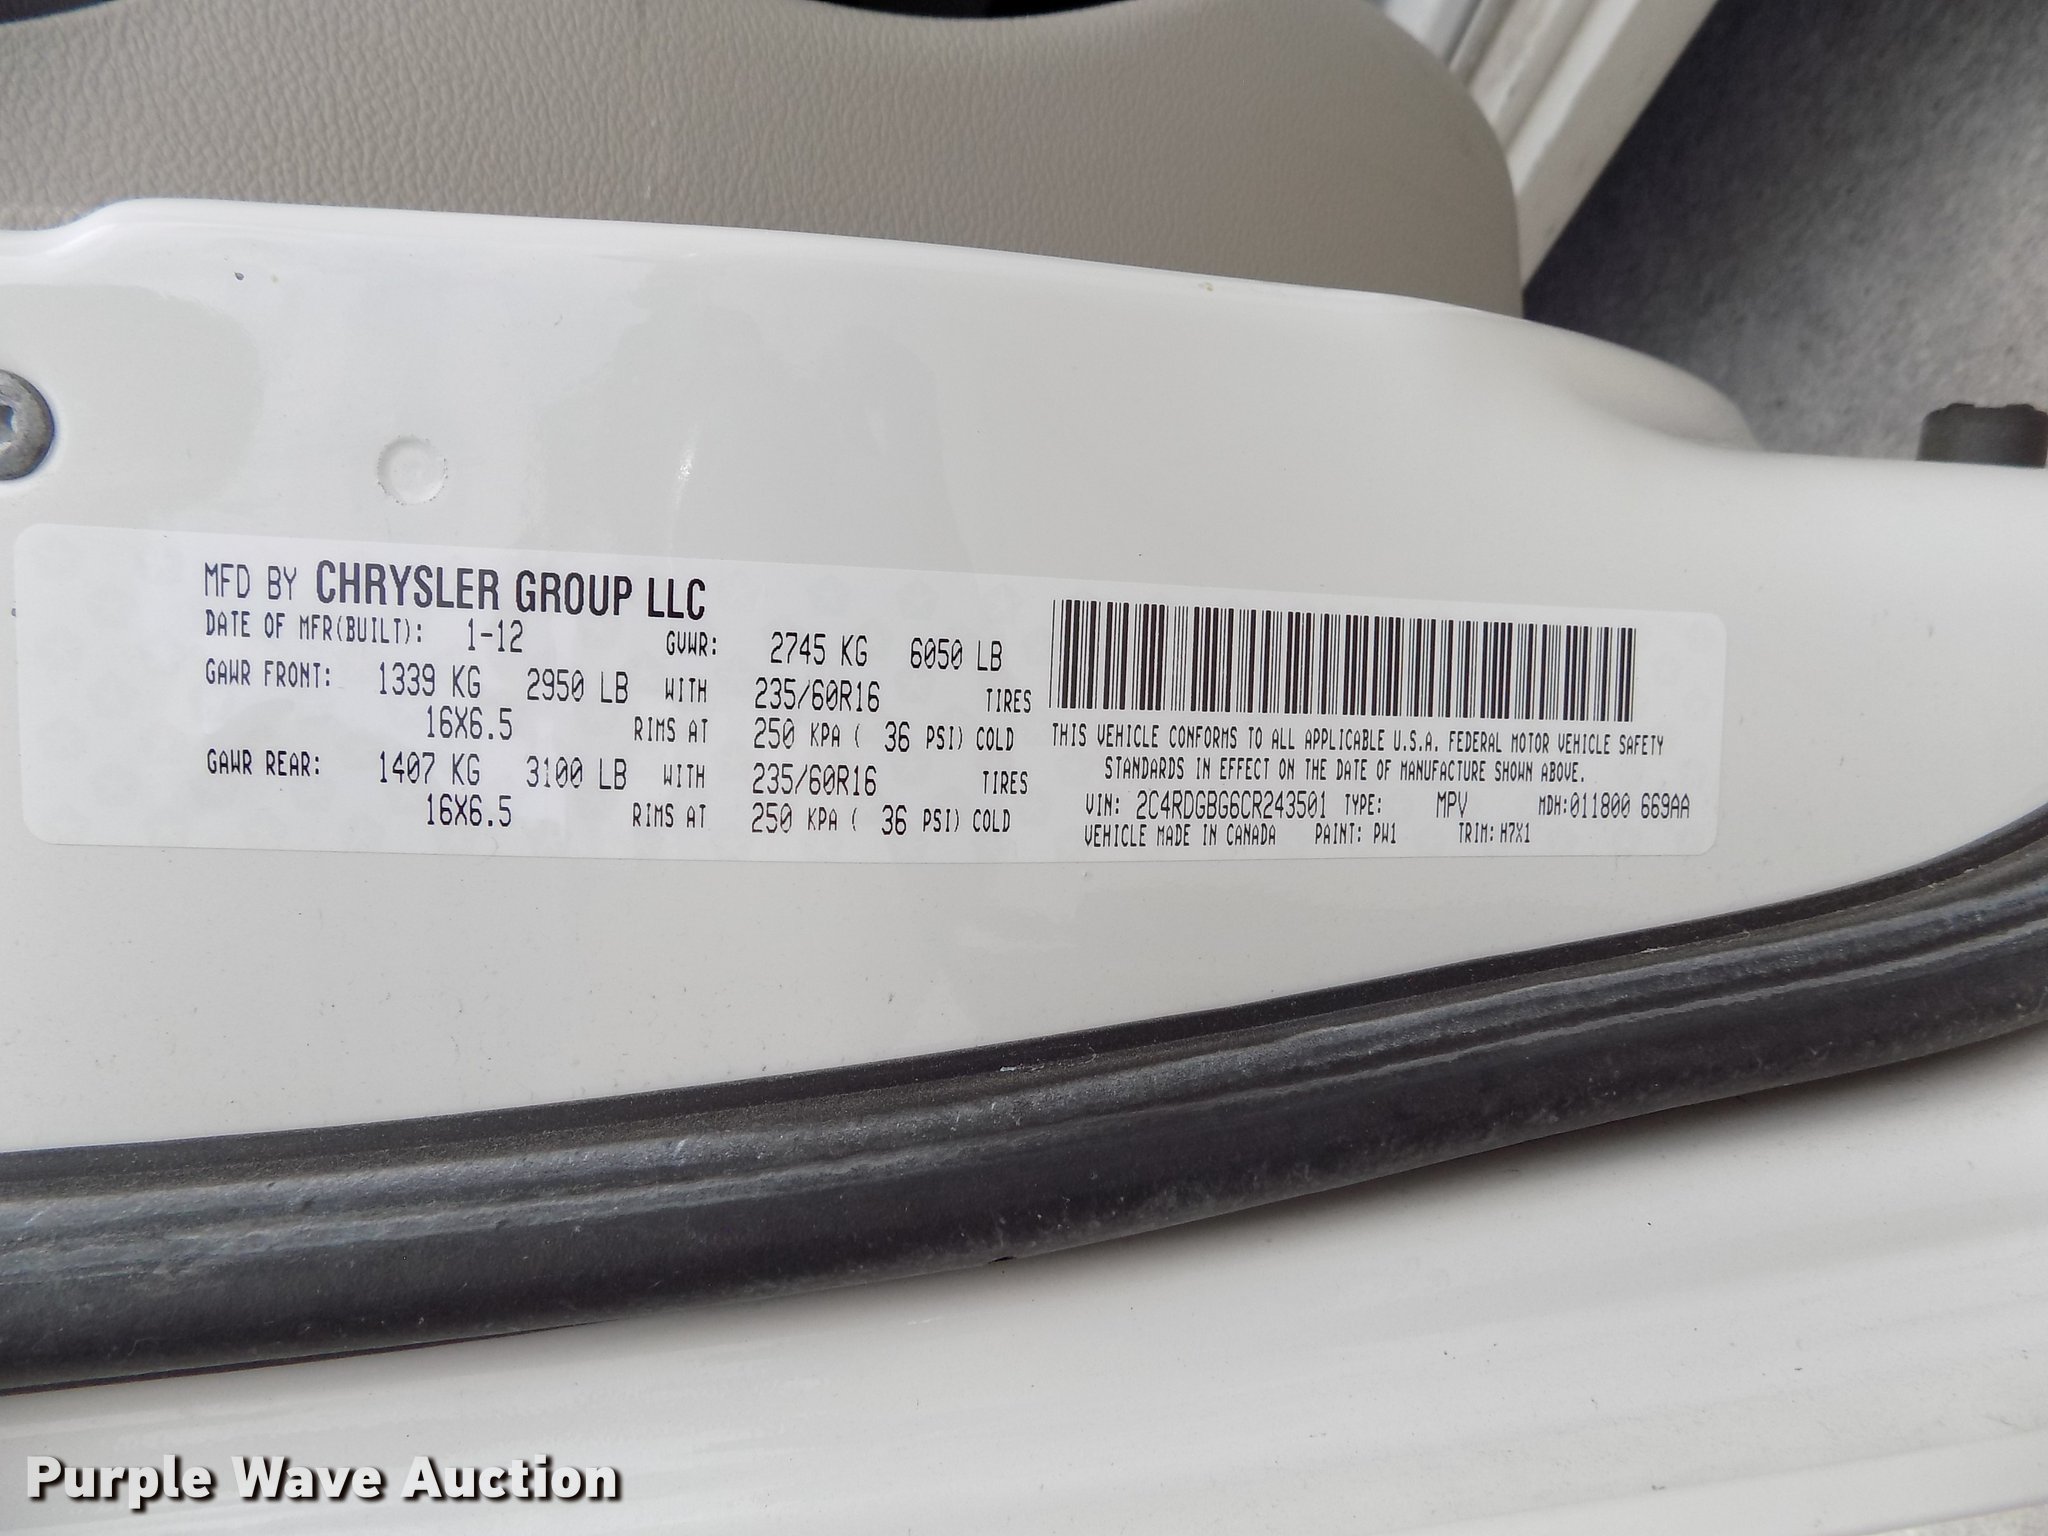 MFD BY CHRYSLER GROUP LLC
DATE OF MFR(BUILT): 1-12 GVWR: 2745 KG 6050 LB
GAWR FRONT: 1339 KG 2950 LB WITH 235/60R16 TIRES
16X6.5 RIMS AT 250 KPA ( 36 PSI) COLD
GAWR REAR: 1407 KG 3100 LB WITH 235/60R16 TIRES
16X6.5 RIMS AT 250 KPA ( 36 PSI) COLD
THIS VEHICLE CONFORMS TO ALL APPLICABLE U.S.A. FEDERAL MOTOR VEHICLE SAFETY
STANDARDS IN EFFECT ON THE DATE OF MANUFACTURE SHOWN ABOVE.
VIN: 2C4RDGBG6CR243501 TYPE: MPV MDH:011800 669AA
VEHICLE MADE IN CANADA PAINT: PW1 TRIM: H7X1
Purple Wave Auction